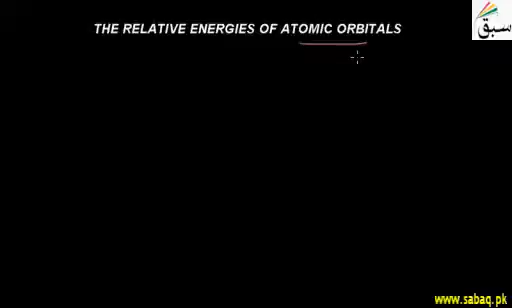 THE RELATIVE ENERGIES OF ATOMIC ORBITALS
سبق
www.sabaq.pk